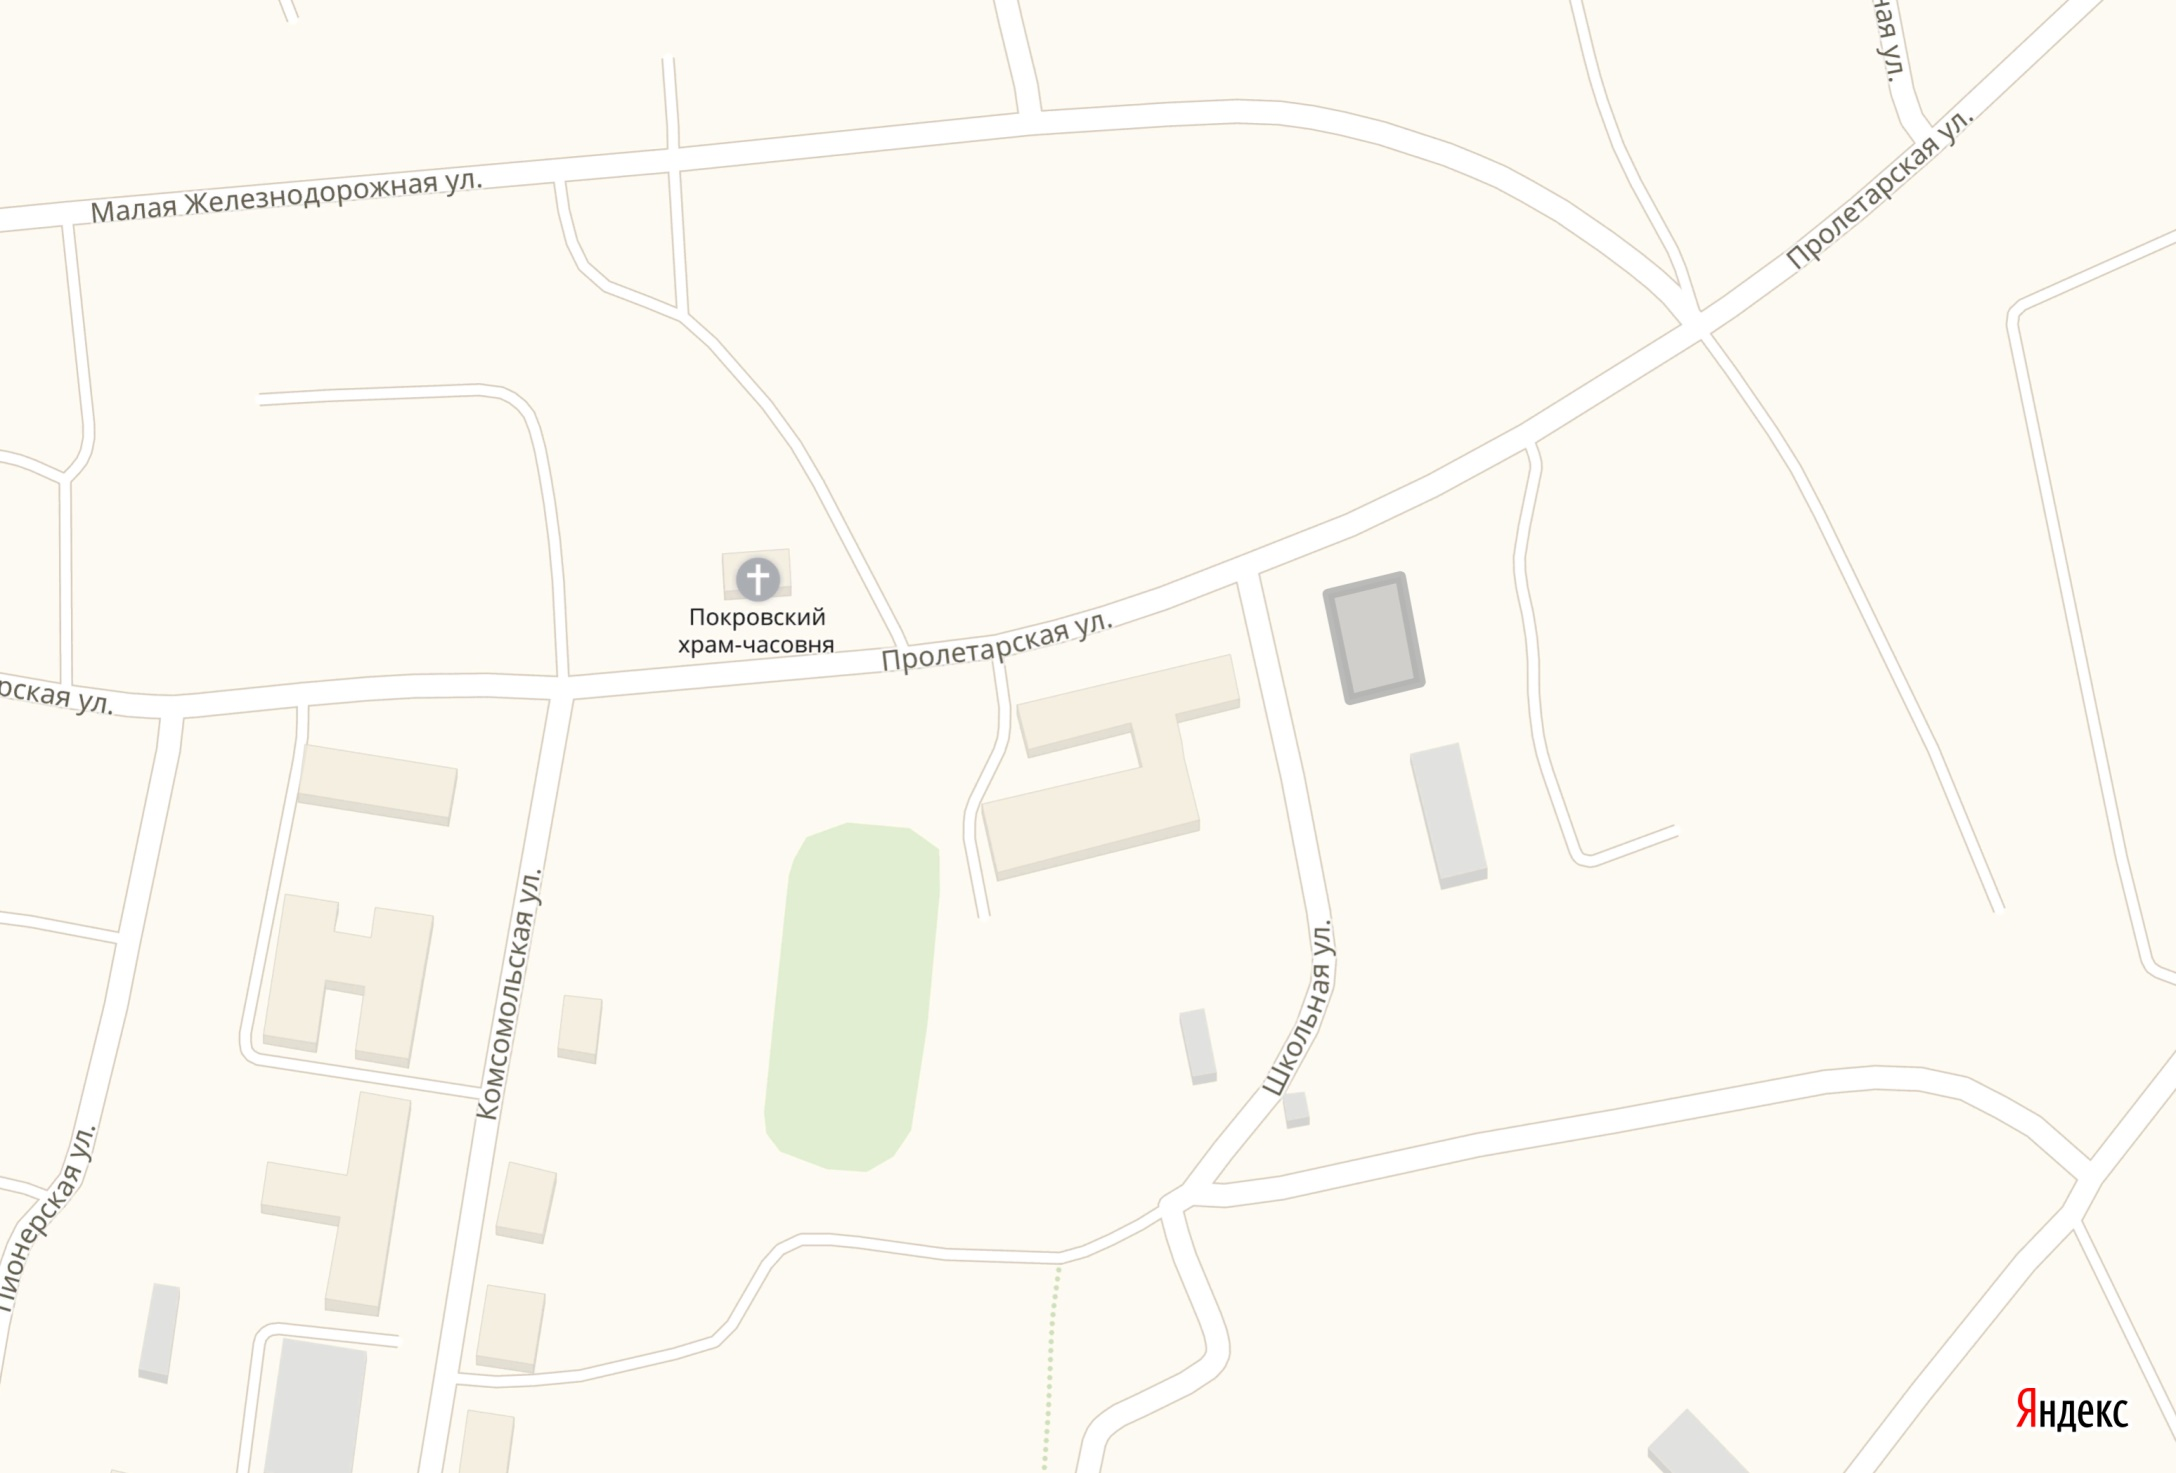 ная ул.
Пролетарская ул.
Малая Железнодорожная ул.
Покровский
храм-часовня
Пролетарская ул.
рская ул.
Комсомольская ул.
Школьная ул.
Пионерская ул.
Яндекс